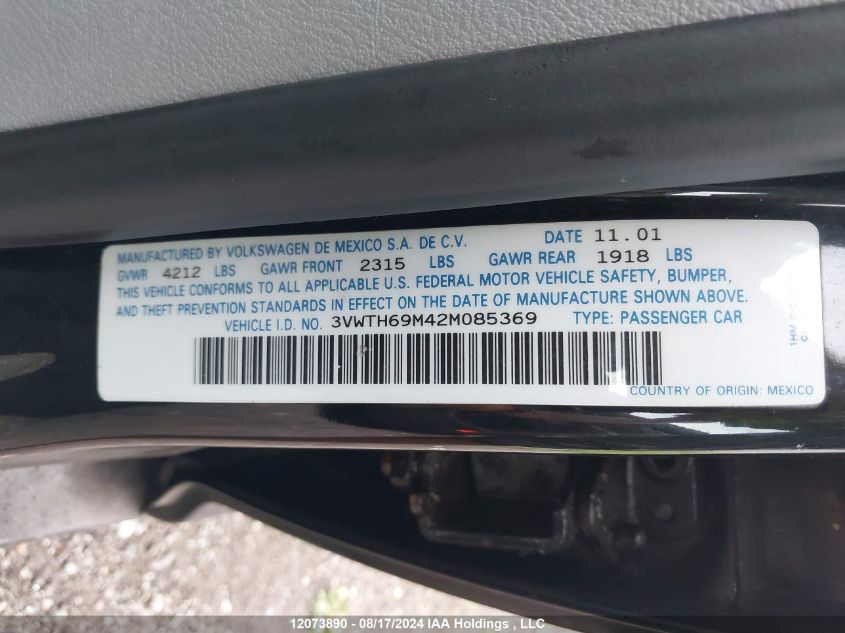 MANUFACTURED BY VOLKSWAGEN DE MEXICO S.A. DE C.V. DATE 11.01
GVWR 4212 LBS GAWR FRONT 2315 LBS GAWR REAR 1918 LBS
THIS VEHICLE CONFORMS TO ALL APPLICABLE U.S. FEDERAL MOTOR VEHICLE SAFETY, BUMPER,
AND THEFT PREVENTION STANDARDS IN EFFECT ON THE DATE OF MANUFACTURE SHOWN ABOVE.
VEHICLE I.D. NO. 3VWTH69M42M085369 TYPE: PASSENGER CAR
COUNTRY OF ORIGIN: MEXICO
1HM
12073890 - 08/17/2024 IAA Holdings, LLC